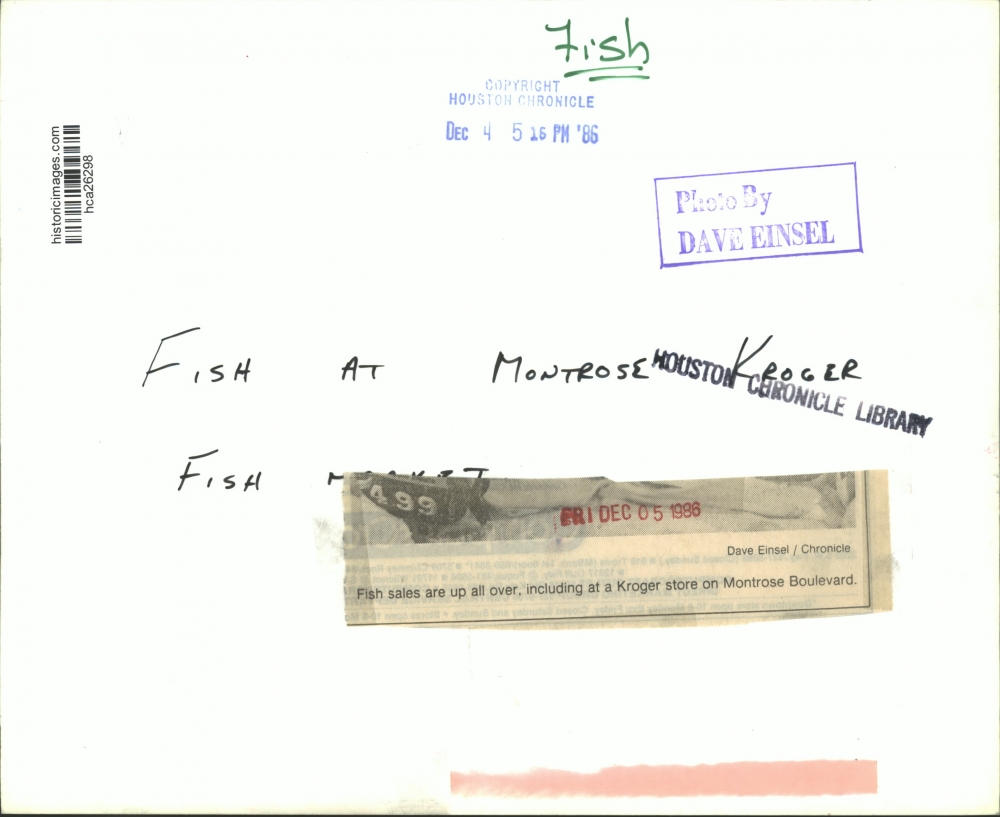 Fish
COPYRIGHT
HOUSTON CHRONICLE
DEC 4 5 16 PM '86
historicimages.com
hca26298
Photo By
DAVE EINSEL
FISH AT MONTROSE KROGER
HOUSTON CHRONICLE LIBRARY
FISH
499
FRI DEC 05 1986
Dave Einsel / Chronicle
Fish sales are up all over, including at a Kroger store on Montrose Boulevard.